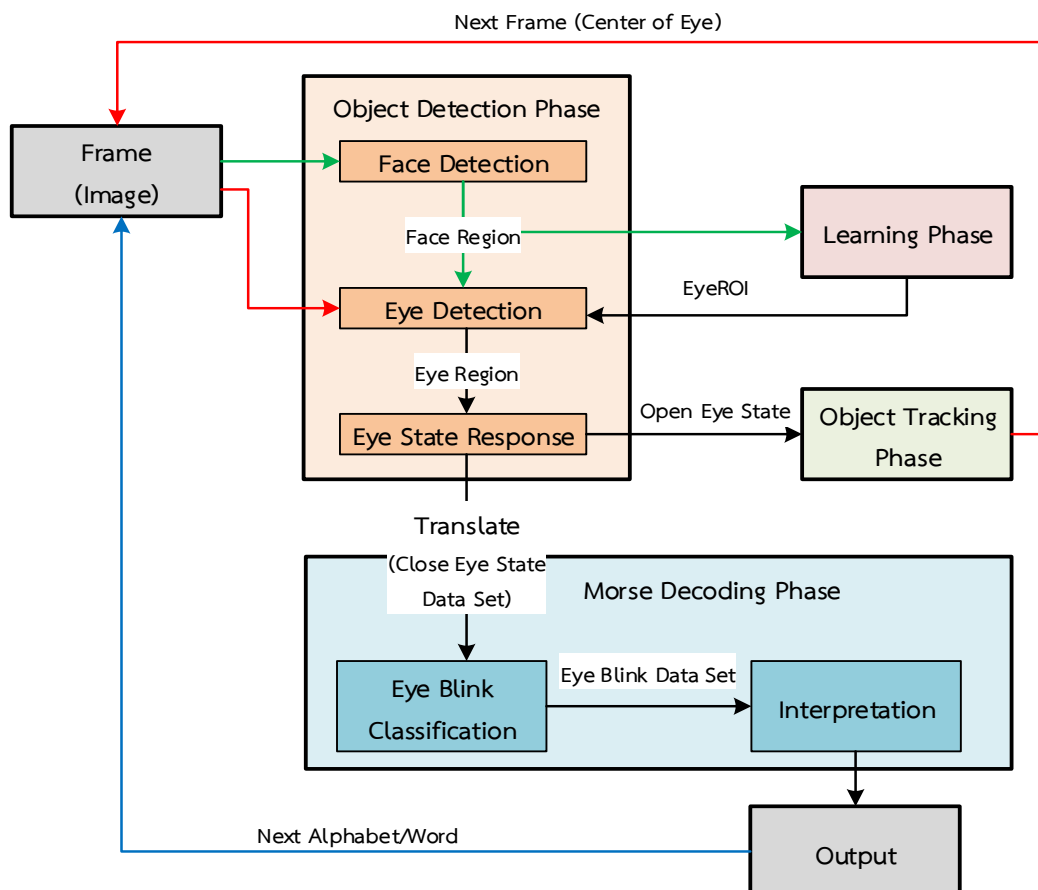 Next Frame (Center of Eye)
Object Detection Phase
Frame
(Image)
Face Detection
Face Region
Learning Phase
EyeROI
Eye Detection
Eye Region
Open Eye State
Eye State Response
Object Tracking
Phase
Translate
(Close Eye State
Data Set)
Morse Decoding Phase
Eye Blink
Classification
Eye Blink Data Set
Interpretation
Next Alphabet/Word
Output